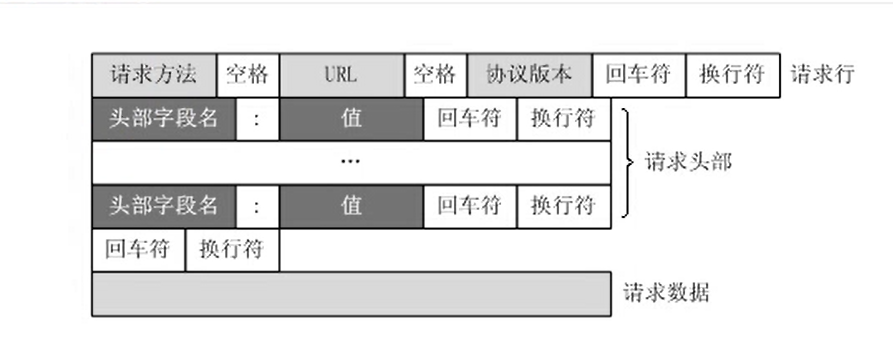 请求方法 空格 URL 空格 协议版本 回车符 换行符 请求行
头部字段名 : 值 回车符 换行符
… 请求头部
头部字段名 : 值 回车符 换行符
回车符 换行符
请求数据